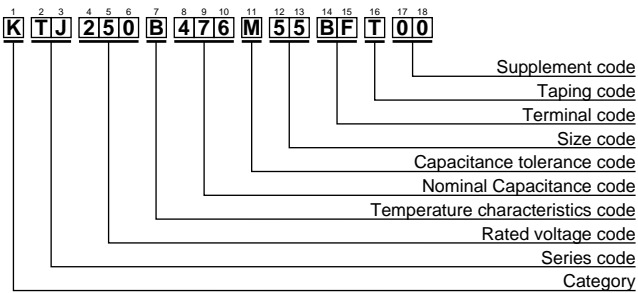 1 2 3 4 5 6 7 8 9 10 11 12 13 14 15 16 17 18
K T J 2 5 0 B 4 7 6 M 5 5 B F T 0 0
Supplement code
Taping code
Terminal code
Size code
Capacitance tolerance code
Nominal Capacitance code
Temperature characteristics code
Rated voltage code
Series code
Category